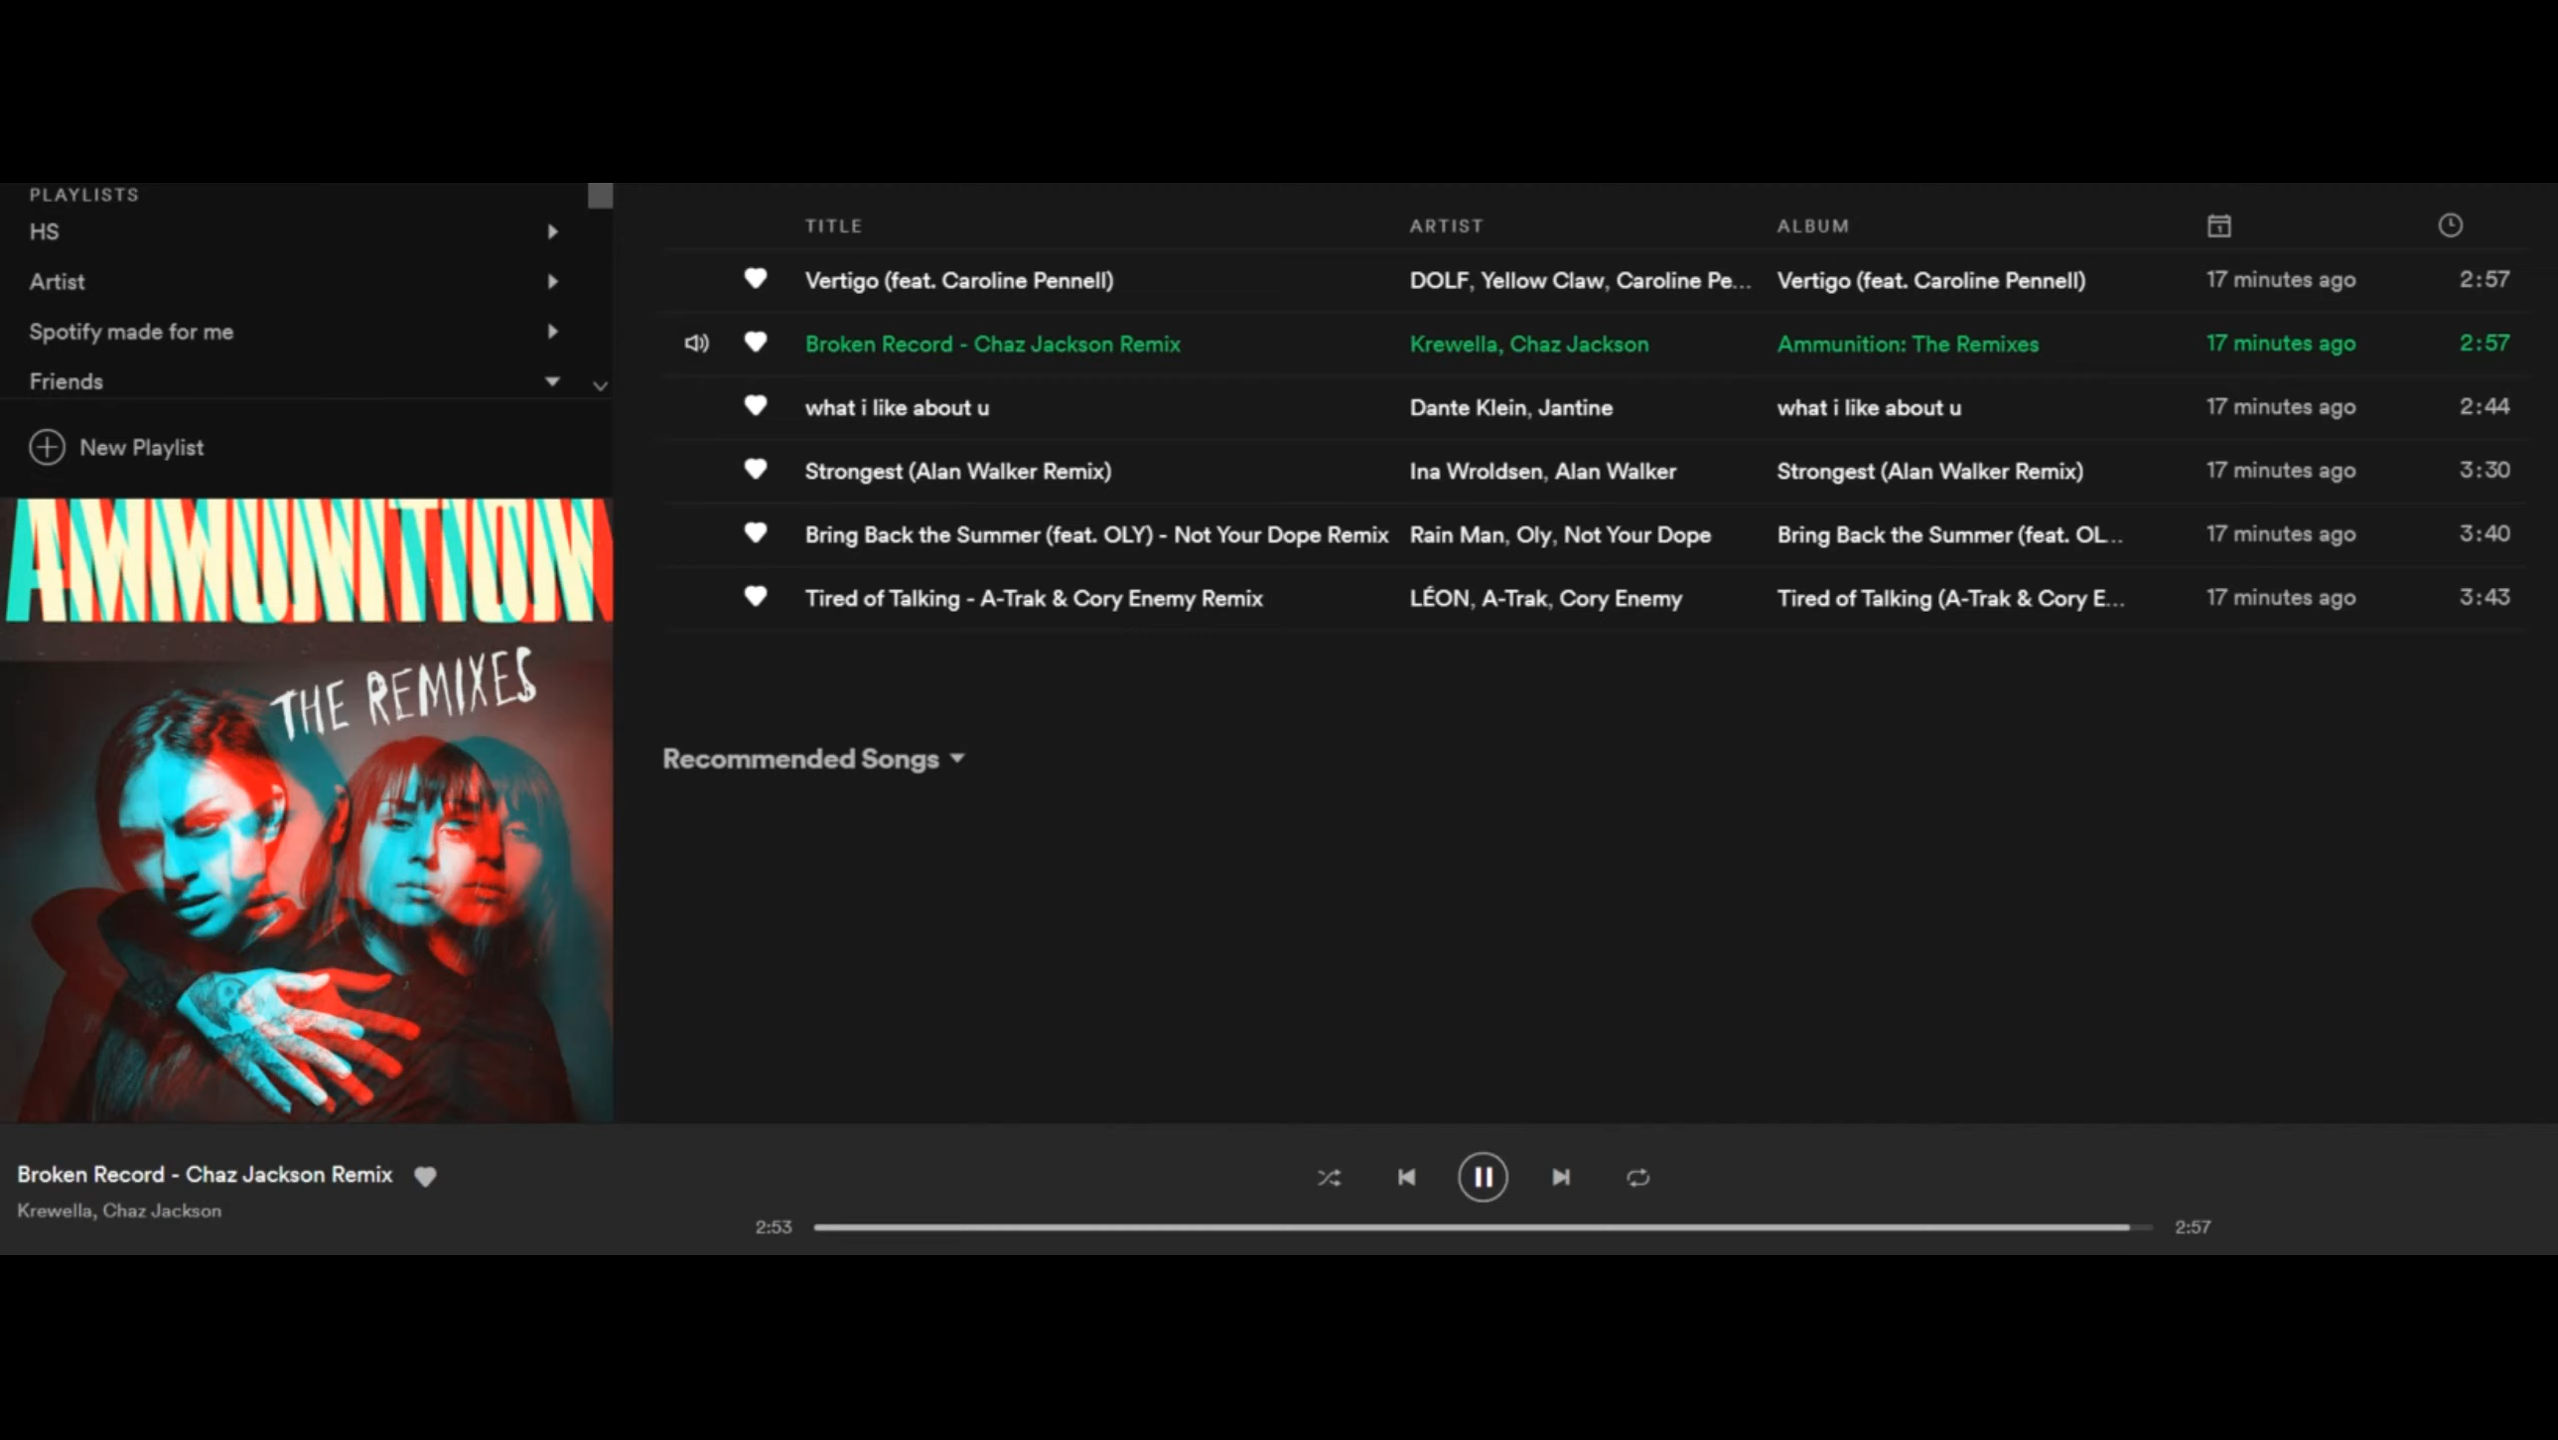 PLAYLISTS
HS
Artist
Spotify made for me
Friends
New Playlist
AMMUNITION
THE REMIXES
TITLE ARTIST ALBUM
Vertigo (feat. Caroline Pennell) DOLF, Yellow Claw, Caroline Pe... Vertigo (feat. Caroline Pennell) 17 minutes ago 2:57
Broken Record - Chaz Jackson Remix Krewella, Chaz Jackson Ammunition: The Remixes 17 minutes ago 2:57
what i like about u Dante Klein, Jantine what i like about u 17 minutes ago 2:44
Strongest (Alan Walker Remix) Ina Wroldsen, Alan Walker Strongest (Alan Walker Remix) 17 minutes ago 3:30
Bring Back the Summer (feat. OLY) - Not Your Dope Remix Rain Man, Oly, Not Your Dope Bring Back the Summer (feat. OL... 17 minutes ago 3:40
Tired of Talking - A-Trak & Cory Enemy Remix LÉON, A-Trak, Cory Enemy Tired of Talking (A-Trak & Cory E... 17 minutes ago 3:43
Recommended Songs
Broken Record - Chaz Jackson Remix
Krewella, Chaz Jackson
2:53 2:57